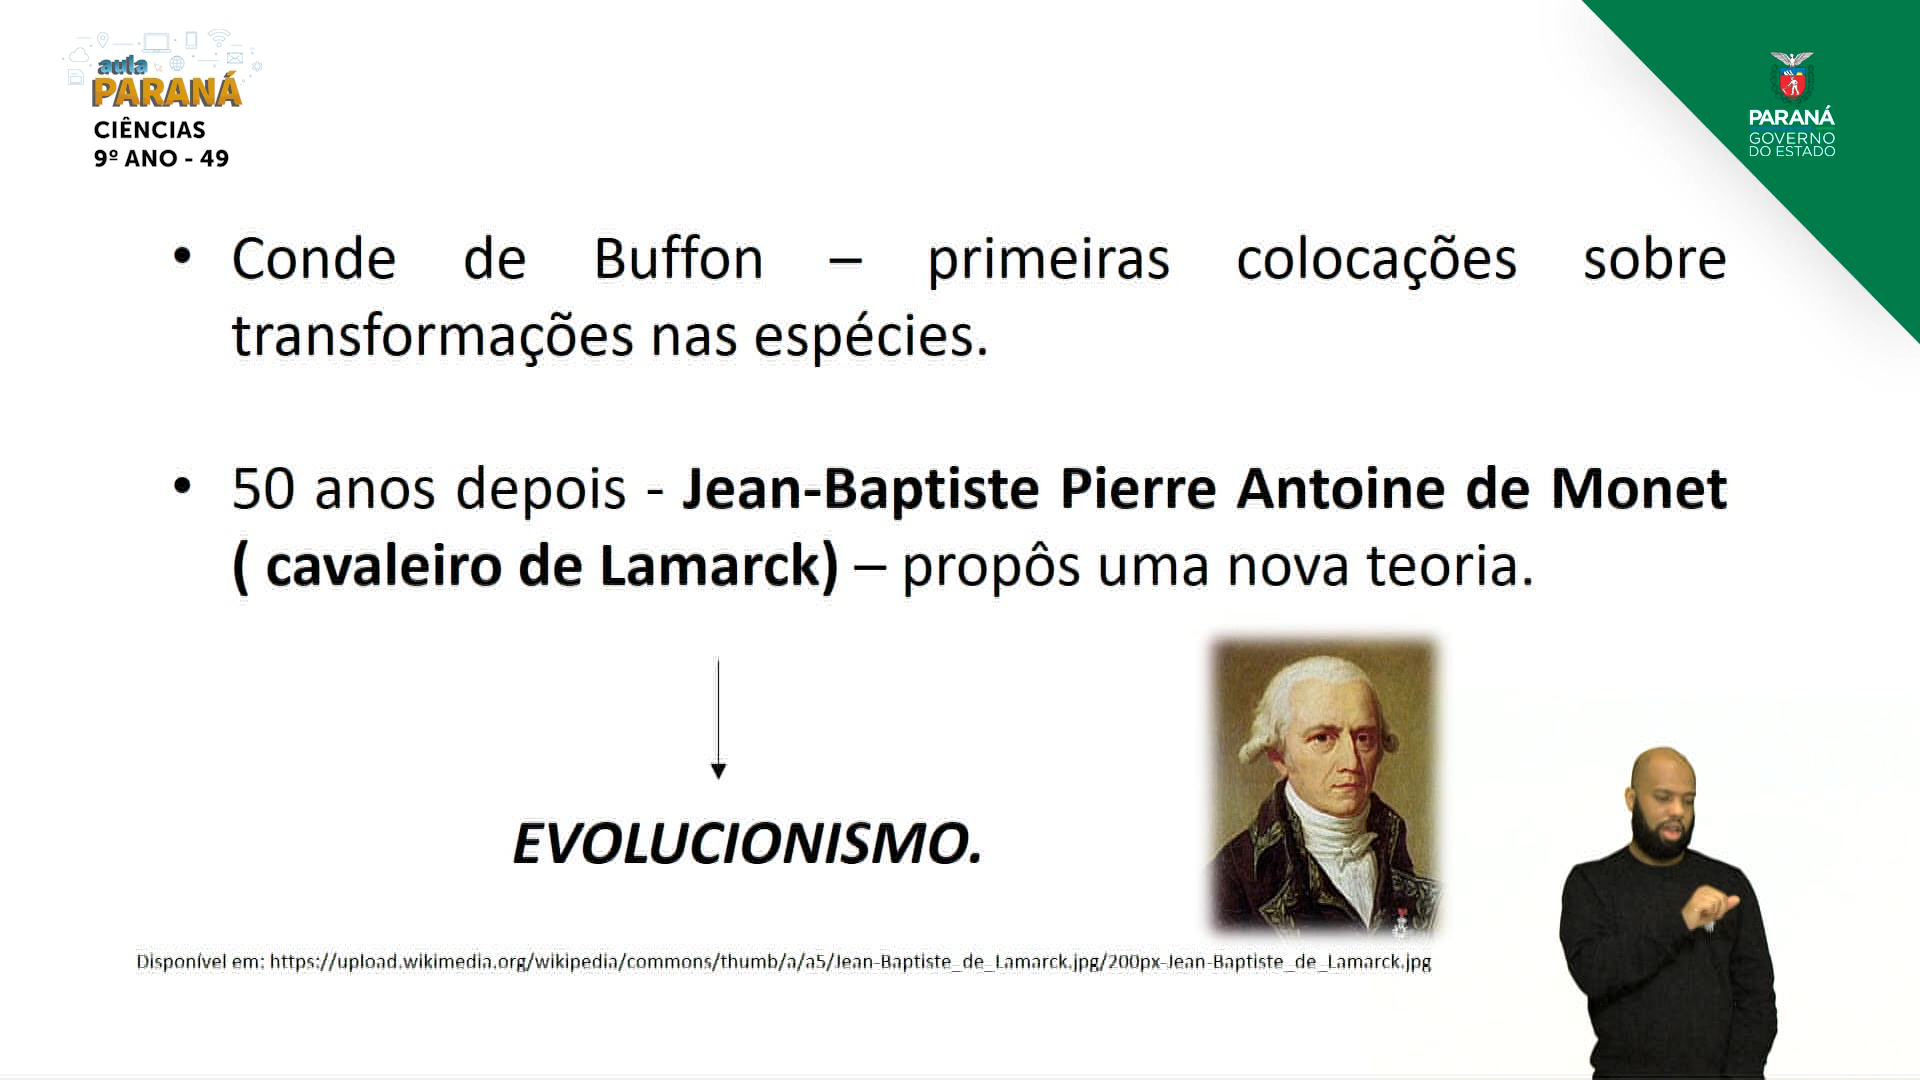 aula
PARANÁ
CIÊNCIAS
9º ANO - 49
PARANÁ
GOVERNO
DO ESTADO
• Conde de Buffon – primeiras colocações sobre
transformações nas espécies.
• 50 anos depois - Jean-Baptiste Pierre Antoine de Monet
( cavaleiro de Lamarck) – propôs uma nova teoria.
EVOLUCIONISMO.
Disponível em: https://upload.wikimedia.org/wikipedia/commons/thumb/a/a5/Jean-Baptiste_de_Lamarck.jpg/200px-Jean-Baptiste_de_Lamarck.jpg